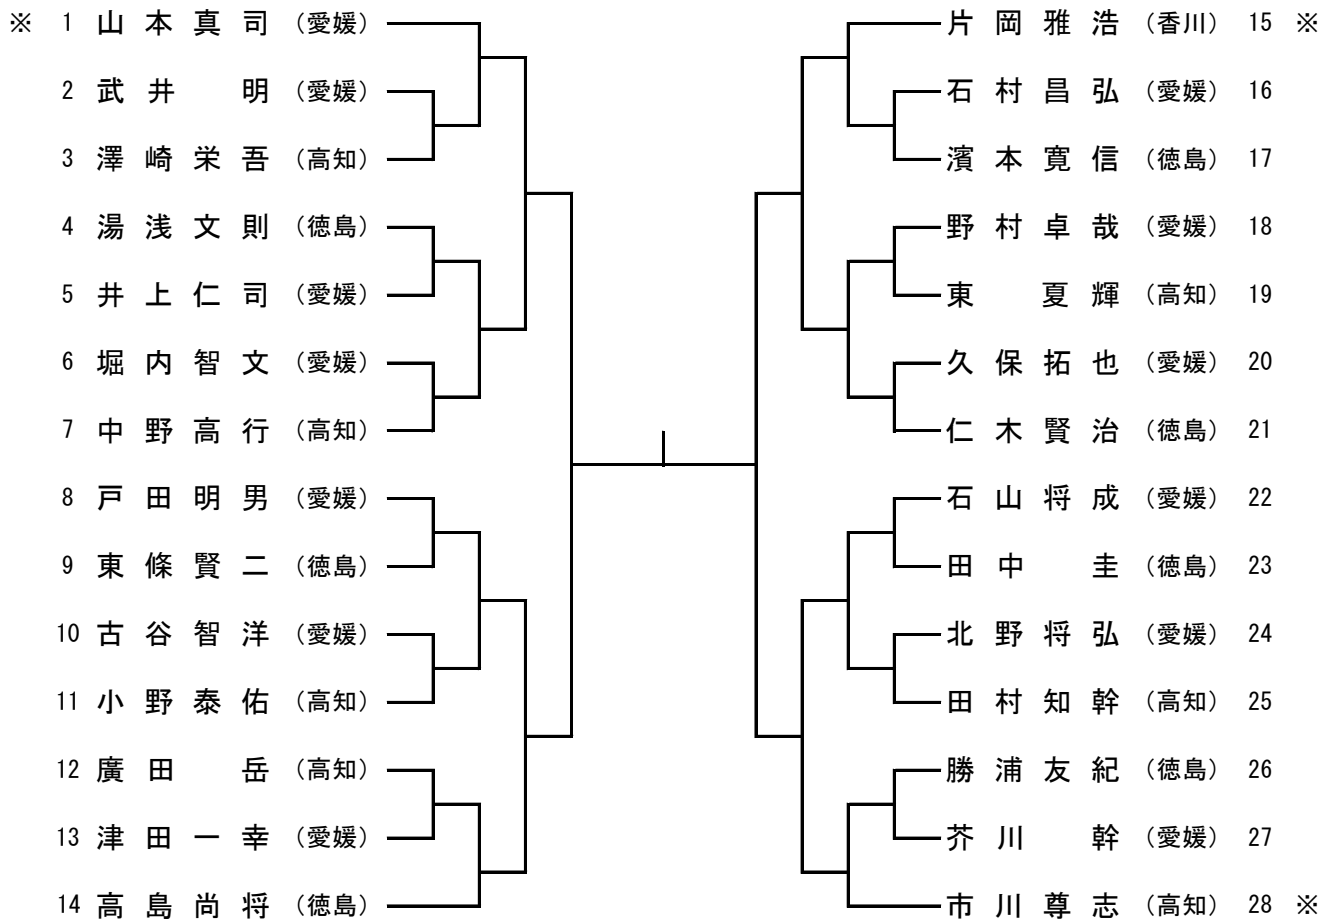 ※ 1 山本真司 (愛媛)
2 武井 明 (愛媛)
3 澤崎栄吾 (高知)
4 湯浅文則 (徳島)
5 井上仁司 (愛媛)
6 堀内智文 (愛媛)
7 中野高行 (高知)
8 戸田明男 (愛媛)
9 東條賢二 (徳島)
10 古谷智洋 (愛媛)
11 小野泰佑 (高知)
12 廣田 岳 (高知)
13 津田一幸 (愛媛)
14 高島尚将 (徳島)
片岡雅浩 (香川) 15 ※
石村昌弘 (愛媛) 16
濱本寛信 (徳島) 17
野村卓哉 (愛媛) 18
東 夏輝 (高知) 19
久保拓也 (愛媛) 20
仁木賢治 (徳島) 21
石山将成 (愛媛) 22
田中 圭 (徳島) 23
北野将弘 (愛媛) 24
田村知幹 (高知) 25
勝浦友紀 (徳島) 26
芥川 幹 (愛媛) 27
市川尊志 (高知) 28 ※